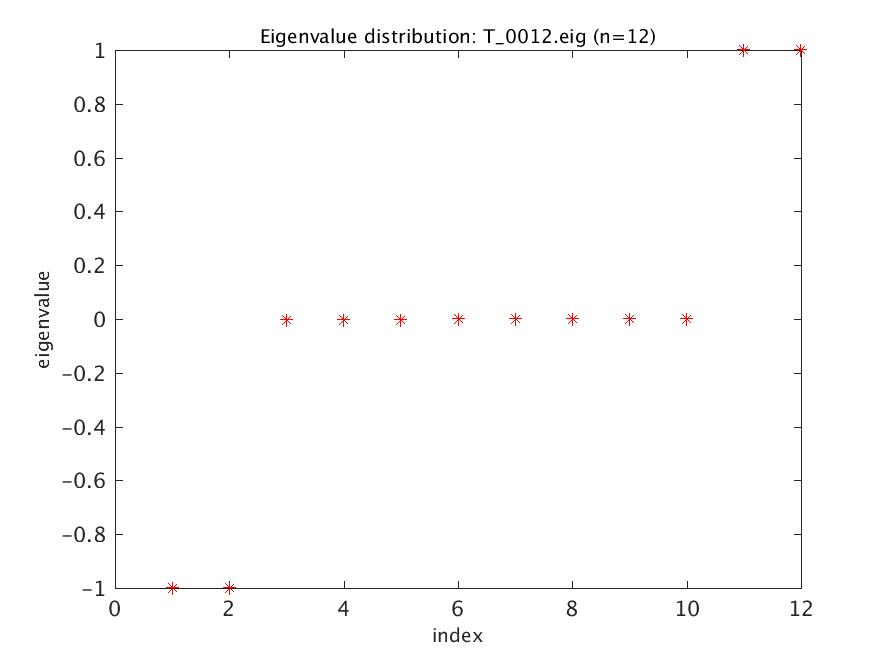 Eigenvalue distribution: T_0012.eig (n=12)
1
0.8
0.6
0.4
0.2
0
-0.2
-0.4
-0.6
-0.8
-1
eigenvalue
0 2 4 6 8 10 12
index